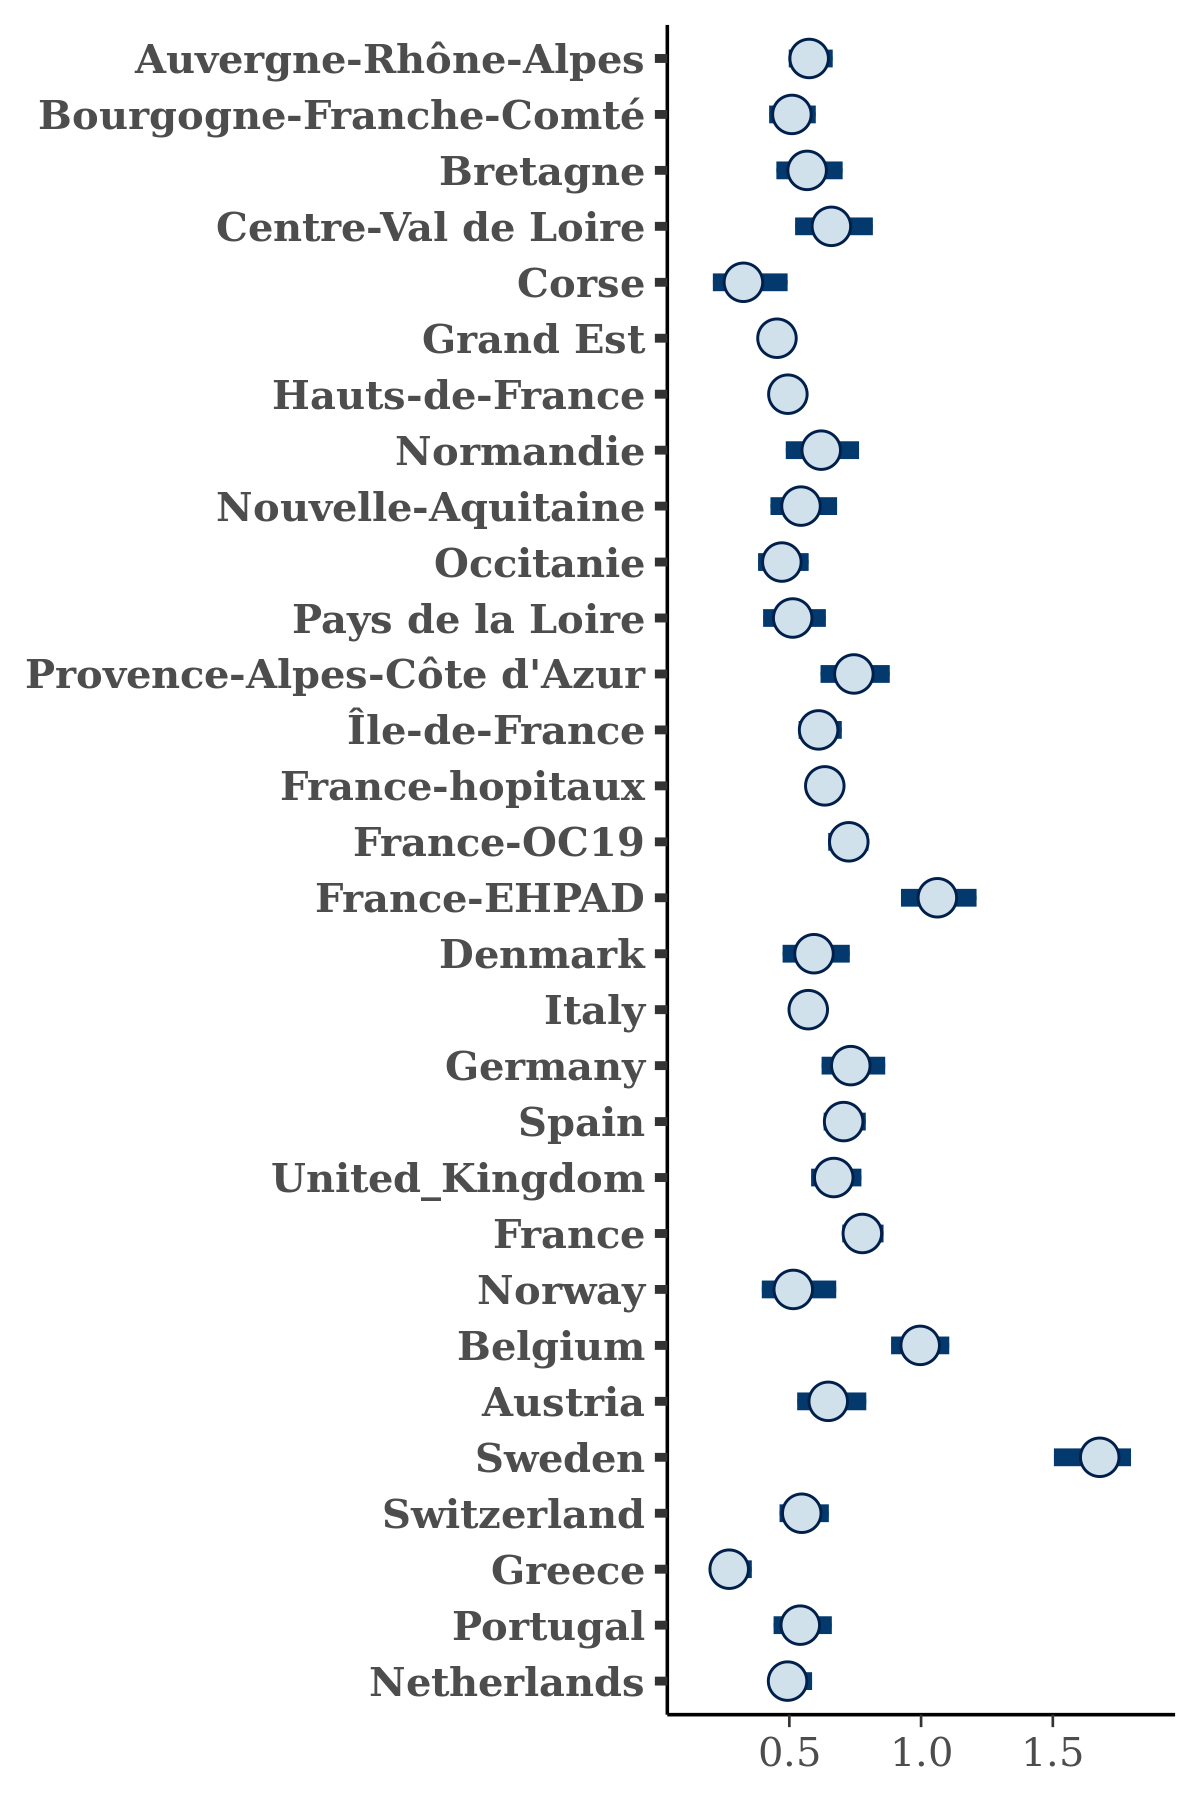 Auvergne-Rhône-Alpes
Bourgogne-Franche-Comté
Bretagne
Centre-Val de Loire
Corse
Grand Est
Hauts-de-France
Normandie
Nouvelle-Aquitaine
Occitanie
Pays de la Loire
Provence-Alpes-Côte d'Azur
Île-de-France
France-hopitaux
France-OC19
France-EHPAD
Denmark
Italy
Germany
Spain
United_Kingdom
France
Norway
Belgium
Austria
Sweden
Switzerland
Greece
Portugal
Netherlands
0.5 1.0 1.5